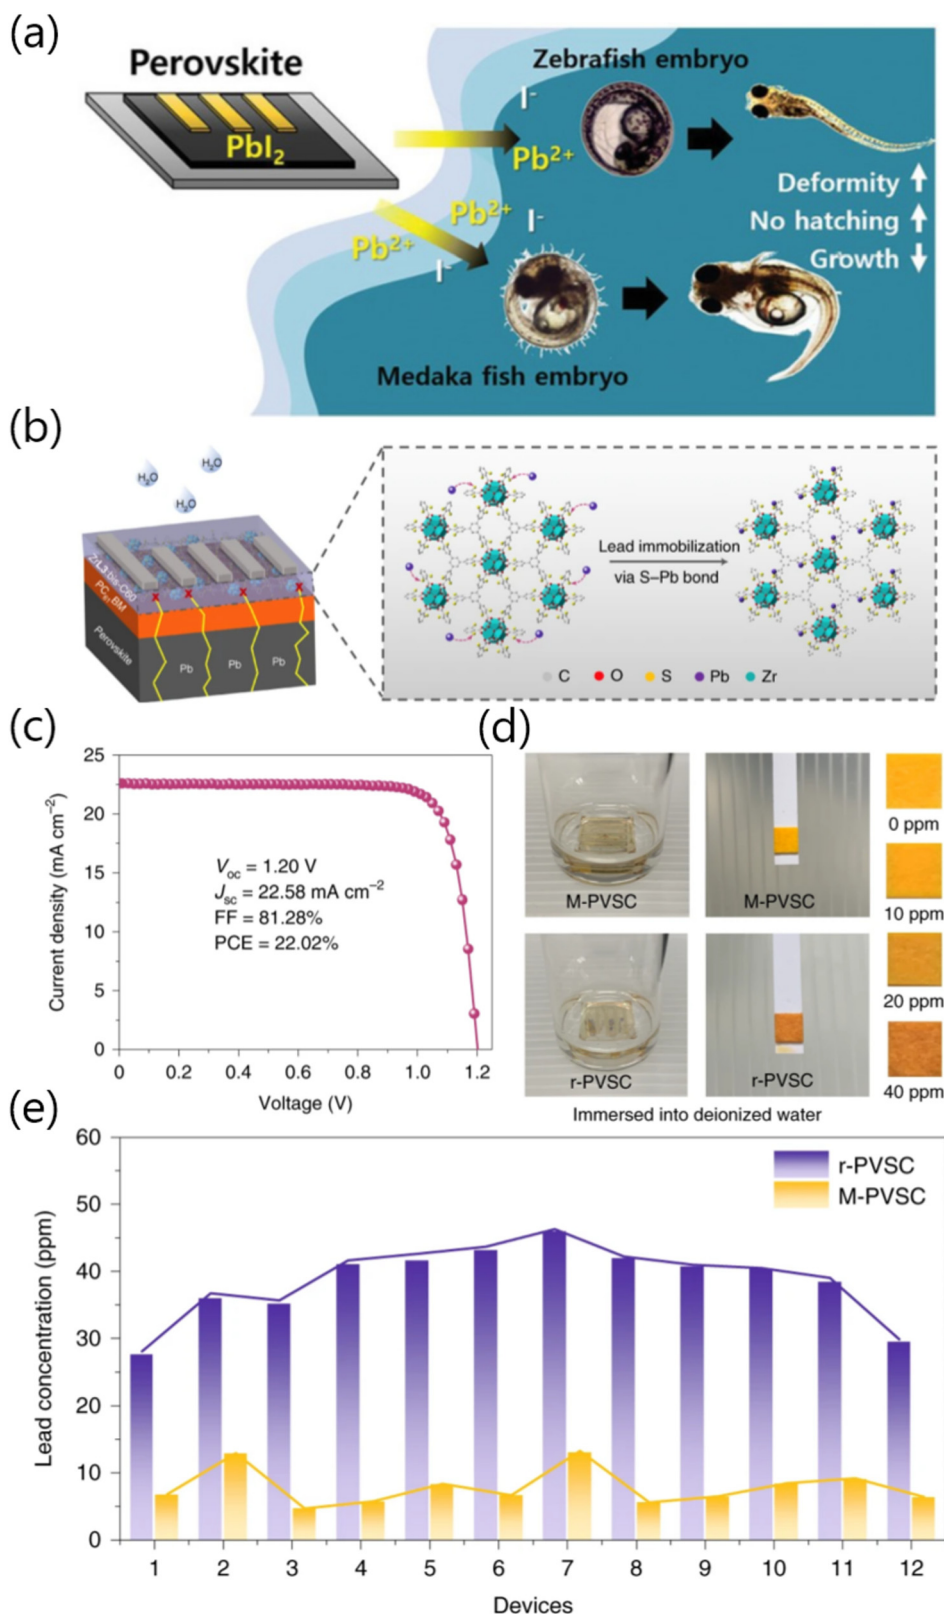 (a)
Perovskite
PbI2
Zebrafish embryo
I-
Pb2+
Deformity
No hatching
Growth
Pb2+
I-
Pb2+
I-
Medaka fish embryo
(b)
H2O
H2O
H2O
ZrL3:bis-C60
PC61BM
Perovskite
Pb
Pb
Pb
Lead immobilization
via S–Pb bond
C
O
S
Pb
Zr
(c)
Current density (mA cm−2)
25
20
15
10
5
0
Voc = 1.20 V
Jsc = 22.58 mA cm−2
FF = 81.28%
PCE = 22.02%
0 0.2 0.4 0.6 0.8 1.0 1.2
Voltage (V)
(d)
M-PVSC
M-PVSC
0 ppm
10 ppm
r-PVSC
r-PVSC
20 ppm
40 ppm
Immersed into deionized water
(e)
Lead concentration (ppm)
60
50
40
30
20
10
0
r-PVSC
M-PVSC
1 2 3 4 5 6 7 8 9 10 11 12
Devices